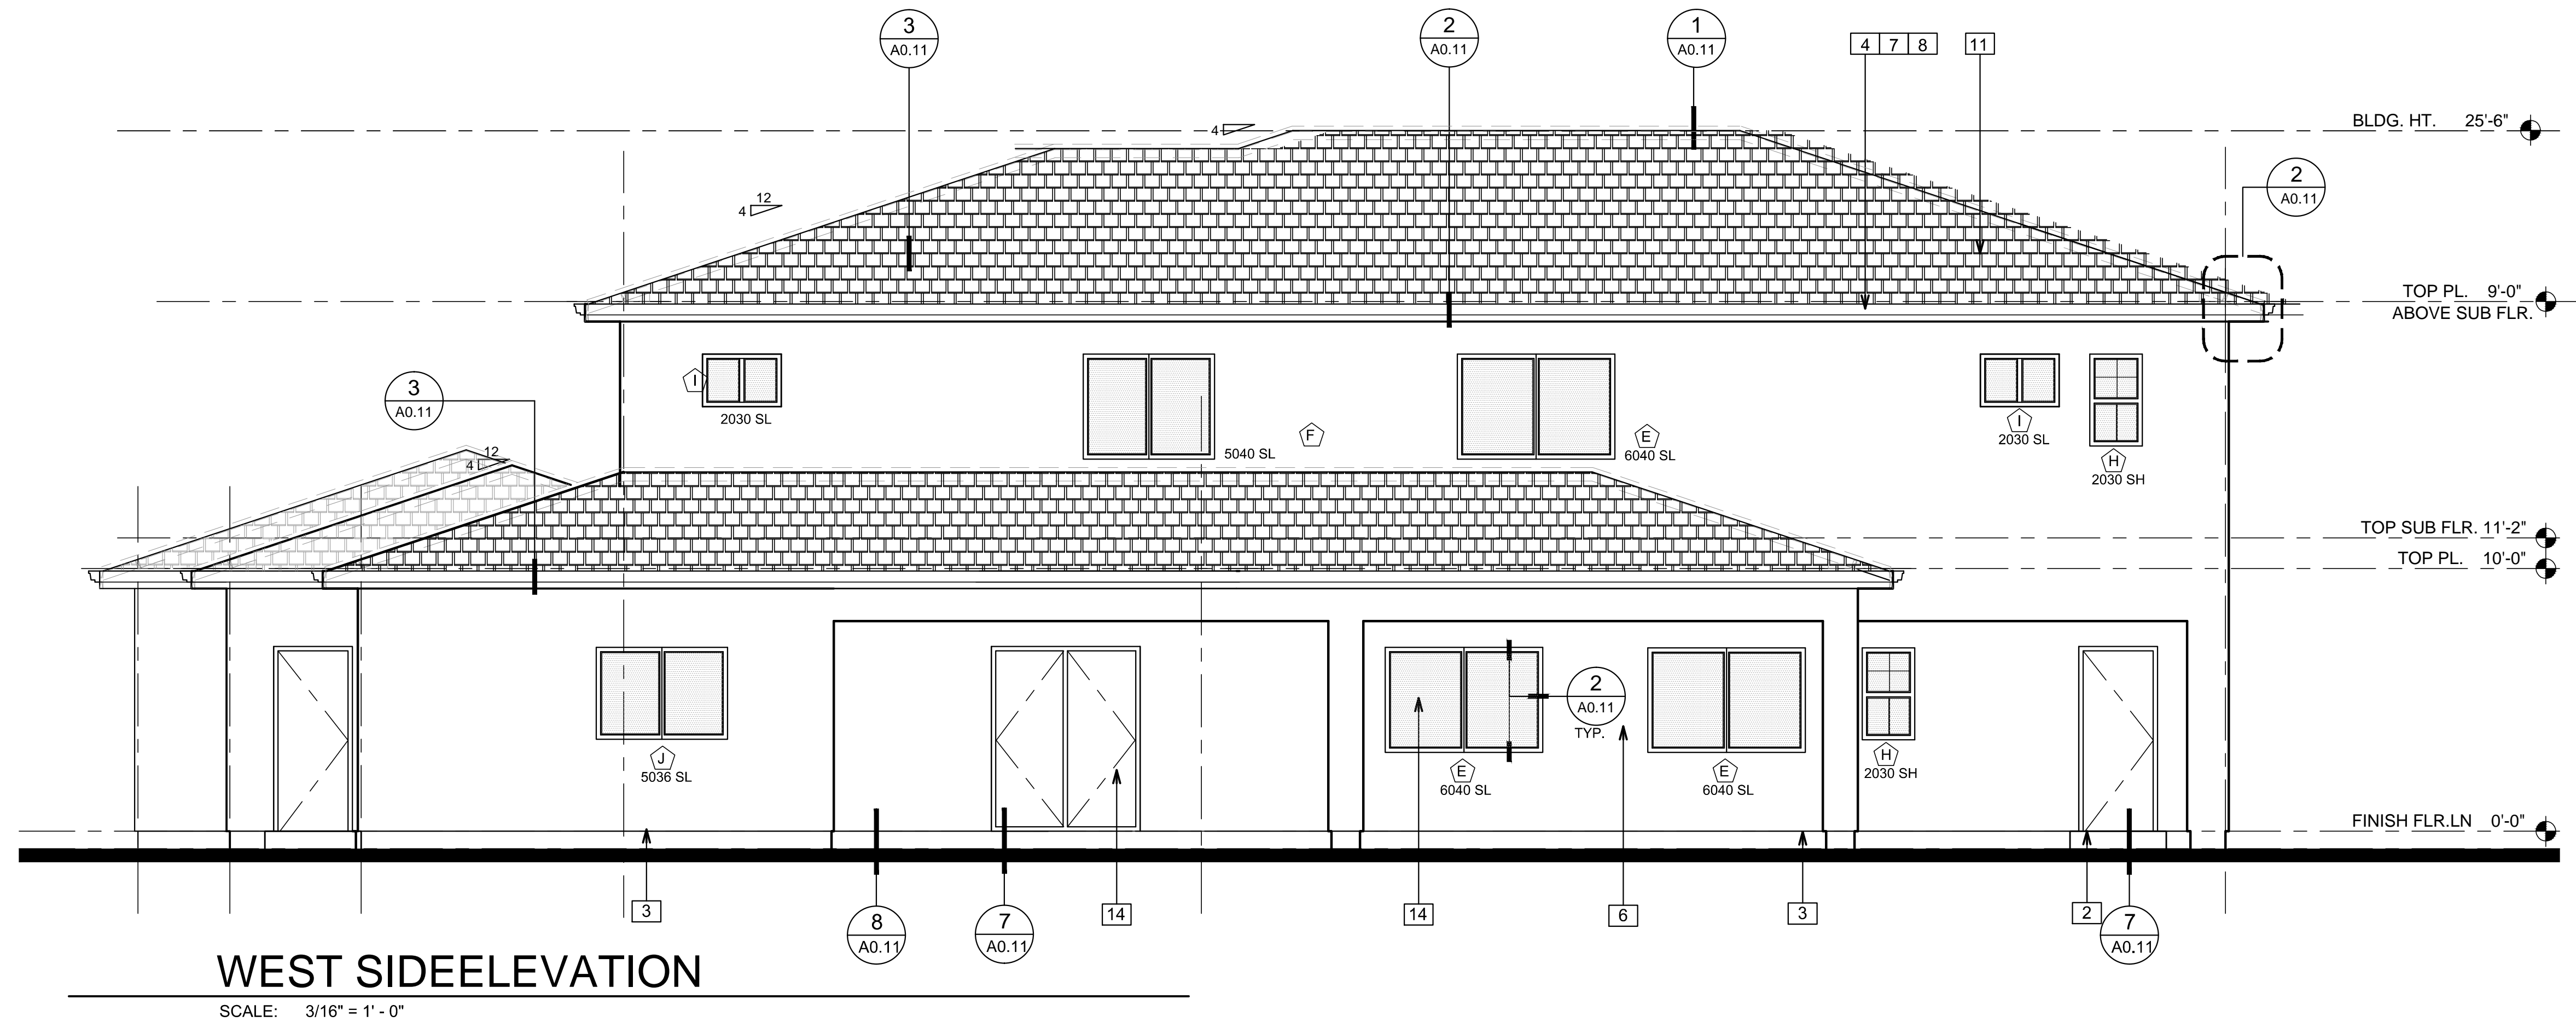 3
A0.11
2
A0.11
1
A0.11
4 7 8
11
4
BLDG. HT. 25'-6"
2
A0.11
12
4
TOP PL. 9'-0"
ABOVE SUB FLR.
3
A0.11
I
2030 SL
5040 SL
F
E
6040 SL
I
2030 SL
H
2030 SH
12
4
TOP SUB FLR. 11'-2"
TOP PL. 10'-0"
J
5036 SL
E
6040 SL
2
A0.11
TYP.
E
6040 SL
H
2030 SH
FINISH FLR.LN 0'-0"
3
8
A0.11
7
A0.11
14
14
6
3
2
7
A0.11
WEST SIDEELEVATION
SCALE: 3/16" = 1' - 0"